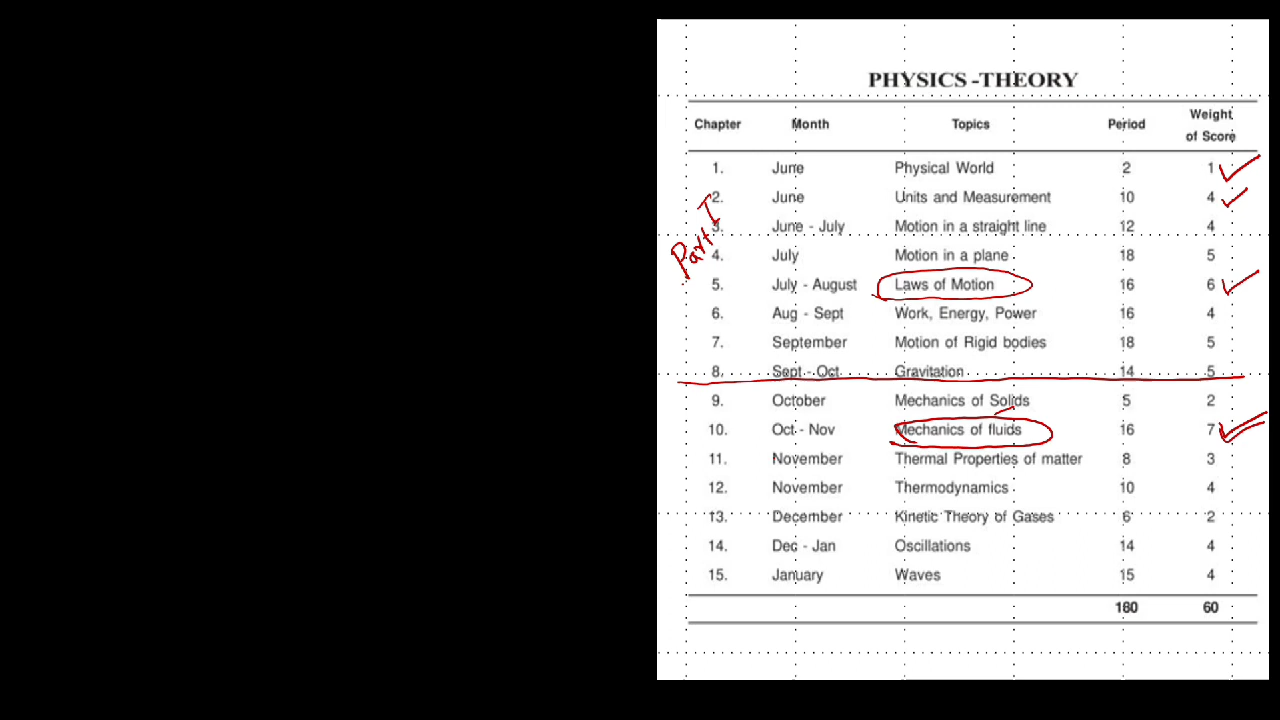 PHYSICS -THEORY
Chapter Month Topics Period Weight of Score
1. June Physical World 2 1
2. June Units and Measurement 10 4
3. June - July Motion in a straight line 12 4
4. July Motion in a plane 18 5
5. July - August Laws of Motion 16 6
6. Aug - Sept Work, Energy, Power 16 4
7. September Motion of Rigid bodies 18 5
8. Sept - Oct Gravitation 14 5
9. October Mechanics of Solids 5 2
10. Oct - Nov Mechanics of fluids 16 7
11. November Thermal Properties of matter 8 3
12. November Thermodynamics 10 4
13. December Kinetic Theory of Gases 6 2
14. Dec - Jan Oscillations 14 4
15. January Waves 15 4
180 60
Part I